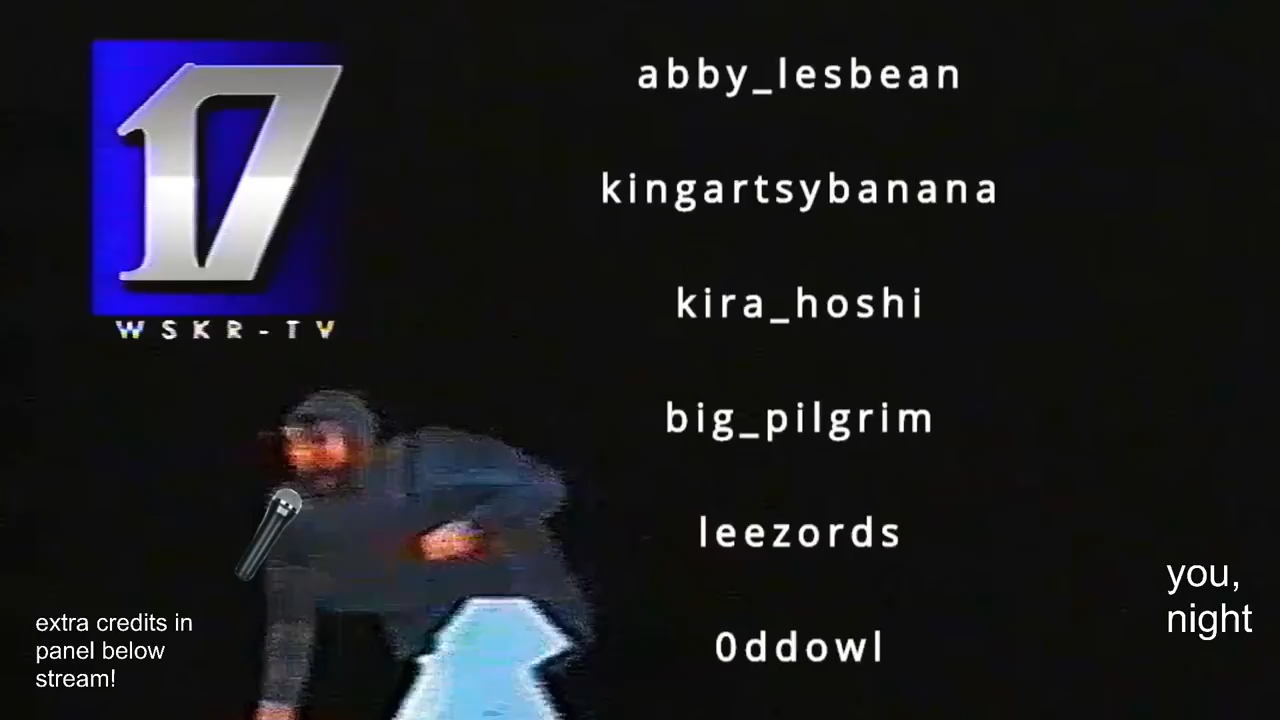 17
WSKR-TV
abby_lesbean
kingartsybanana
kira_hoshi
big_pilgrim
leezords
0ddowl
extra credits in
panel below
stream!
you,
night